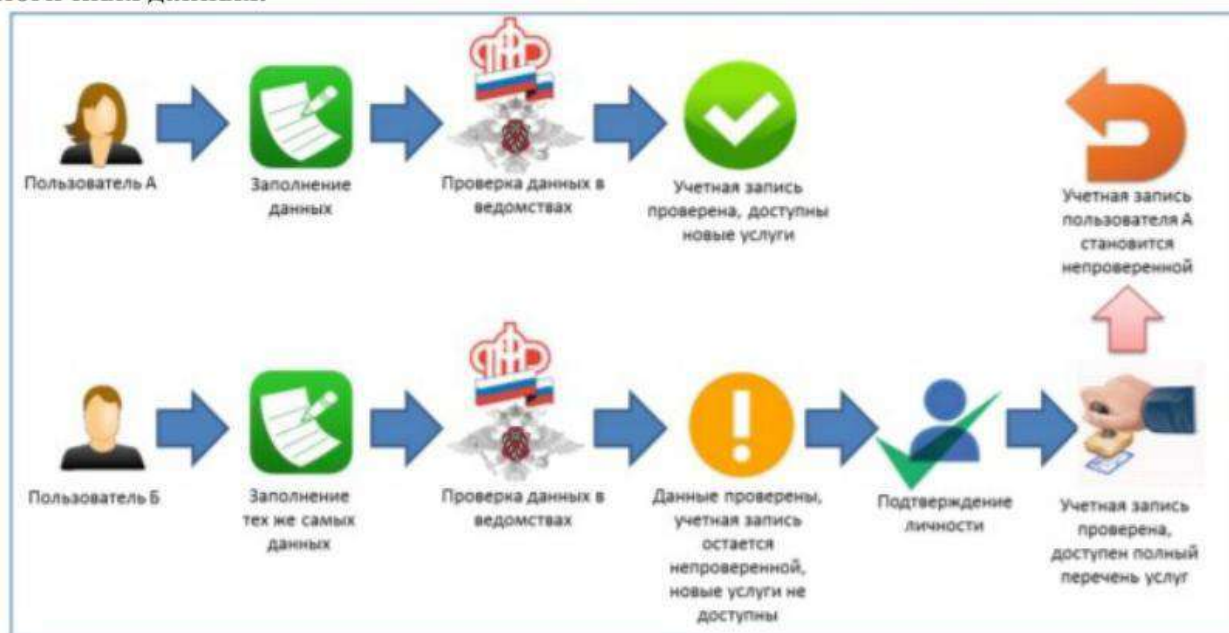 Пользователь А
Заполнение
данных
Проверка данных в
ведомствах
Учетная запись
проверена, доступны
новые услуги
Учетная запись
пользователя А
становится
непроверенной
Пользователь Б
Заполнение
тех же самых
данных
Проверка данных в
ведомствах
Данные проверены,
учетная запись
остается
непроверенной,
новые услуги не
доступны
Подтверждение
личности
Учетная запись
проверена,
доступен полный
перечень услуг